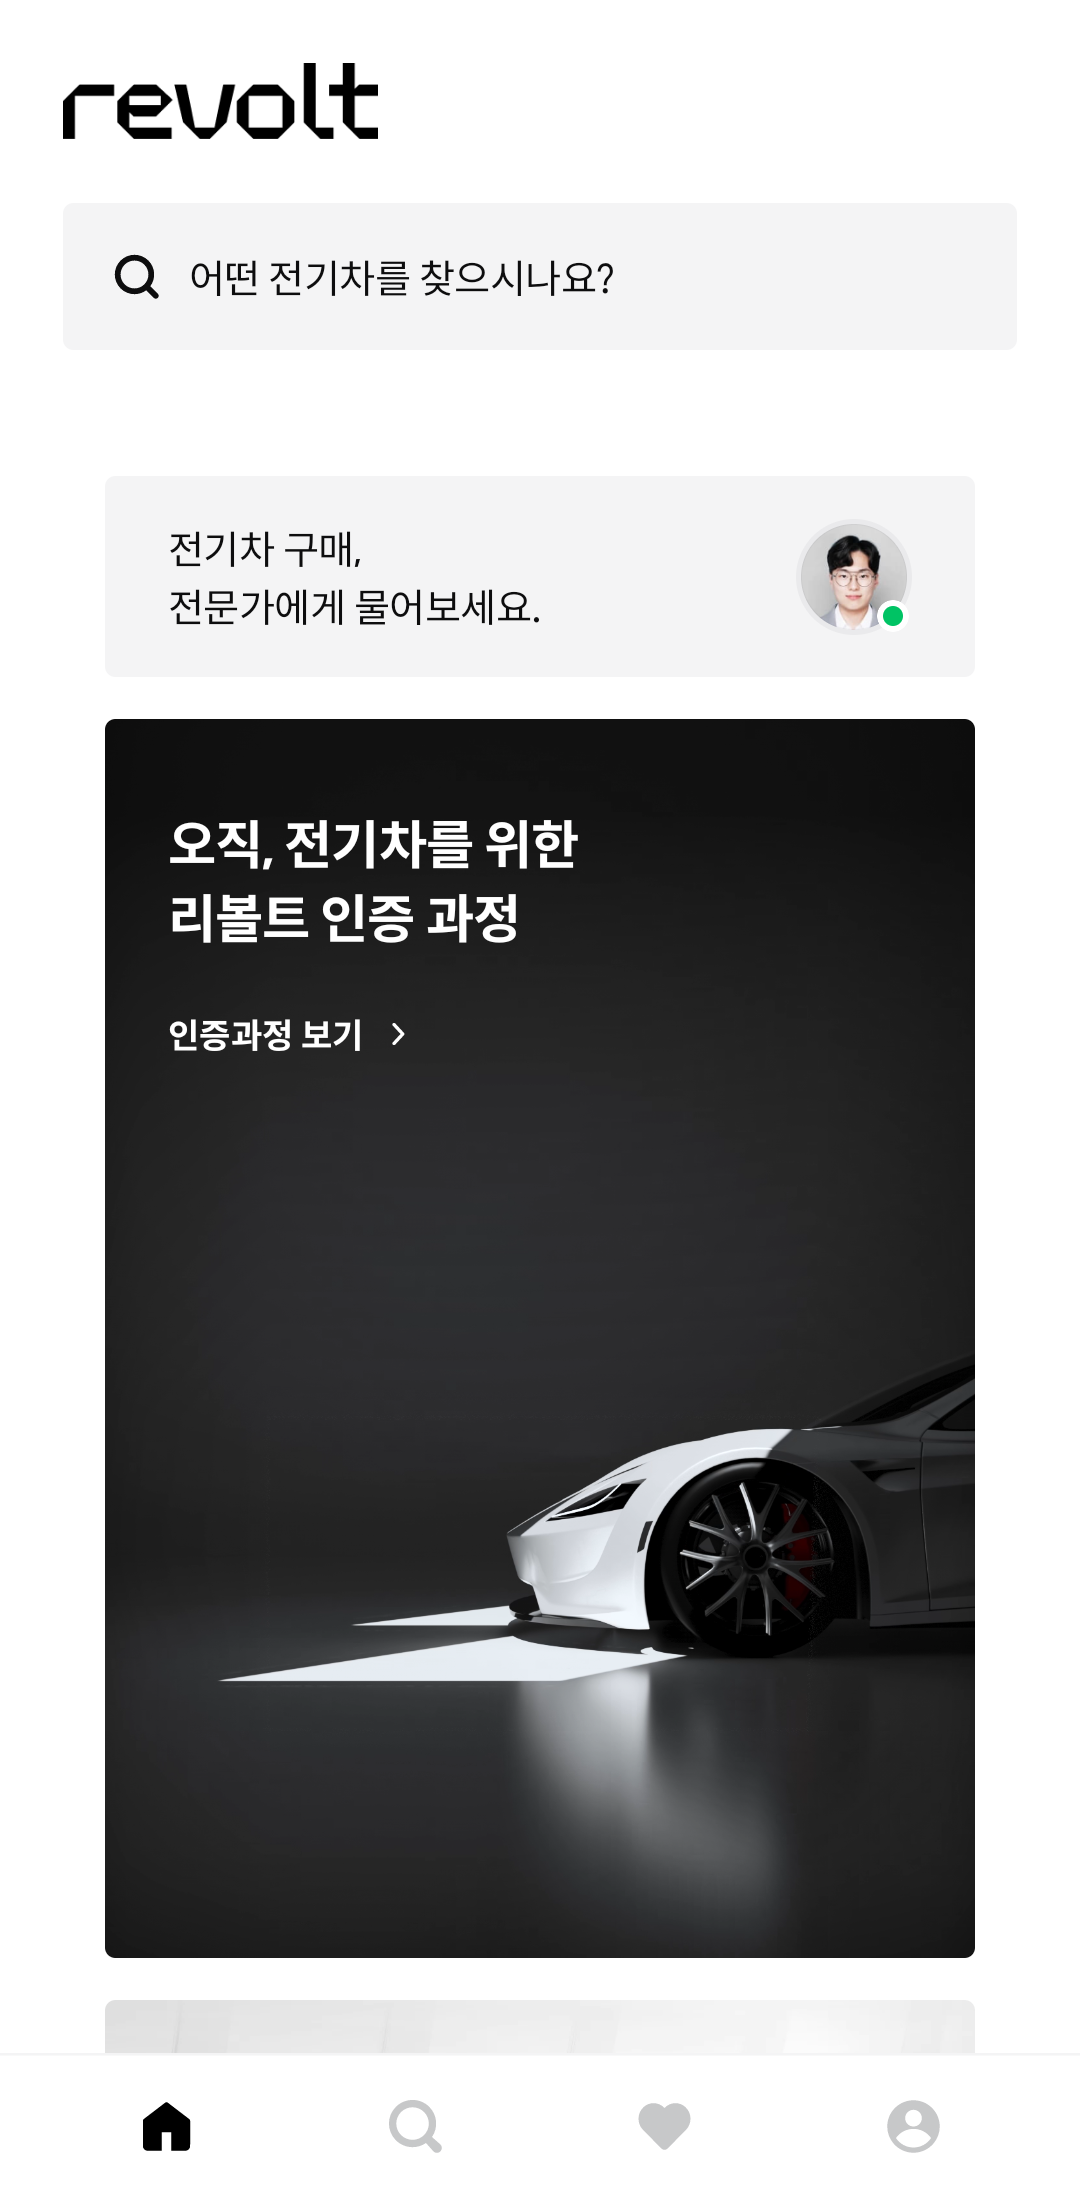 revolt
어떤 전기차를 찾으시나요?
전기차 구매,
전문가에게 물어보세요.
오직, 전기차를 위한
리볼트 인증 과정
인증과정 보기